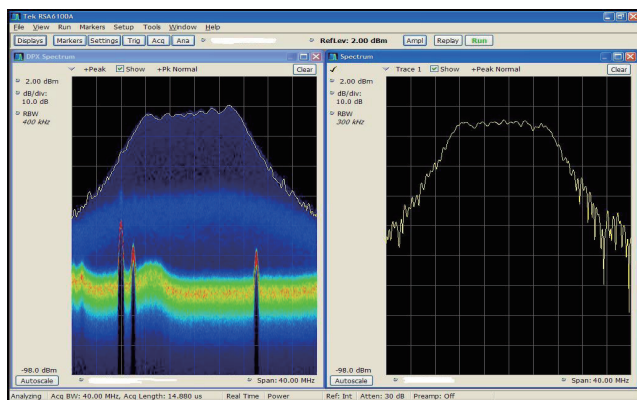 Tek RSA6100A
File View Run Markers Setup Tools Window Help
Displays Markers Settings Trig Acq Ana RefLev: 2.00 dBm Ampl Replay Run
DPX Spectrum
+Peak Show +Pk Normal Clear
2.00 dBm
dB/div:
10.0 dB
RBW
400 kHz
-98.0 dBm
Autoscale Span: 40.00 MHz
Spectrum
Trace 1 Show +Peak Normal Clear
2.00 dBm
dB/div:
10.0 dB
RBW
300 kHz
-98.0 dBm
Autoscale Span: 40.00 MHz
Analyzing Acq BW: 40.00 MHz, Acq Length: 14.880 us Real Time Power Ref: Int Atten: 30 dB Preamp: Off